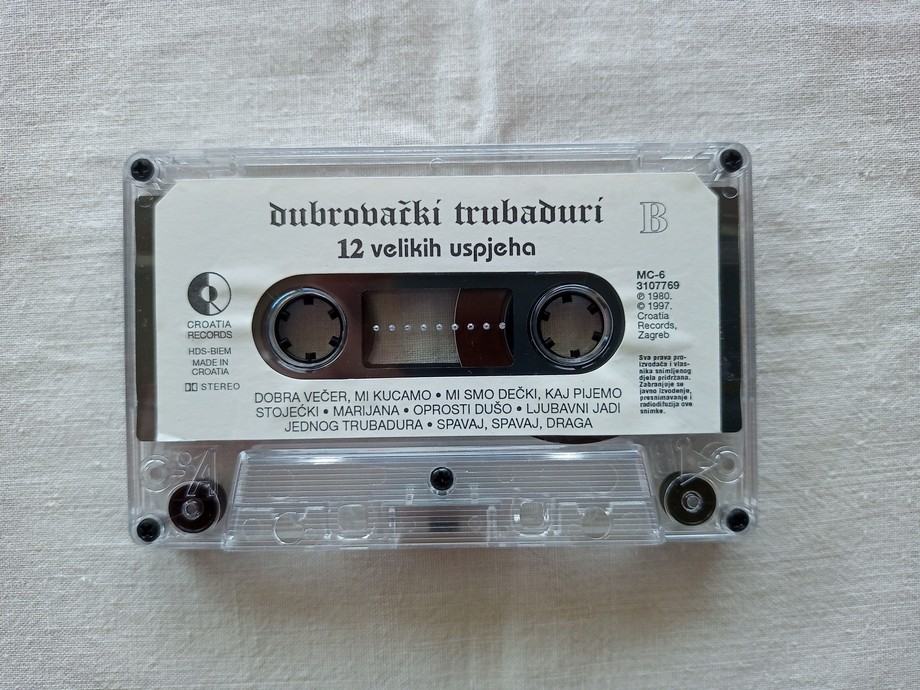 dubrovački trubaduri
12 velikih uspjeha
B
CROATIA
RECORDS
HDS-BIEM
MADE IN
CROATIA
STEREO
MC-6
3107769
℗ 1980.
© 1997.
Croatia
Records,
Zagreb
Sva prava pro-
izvođača i vlas-
nika snimljenog
djela pridržana.
Zabranjeje se
javno izvođenje,
presnimavanje i
radiodifuzija ove
snimke.
DOBRA VEČER, MI KUCAMO • MI SMO DEČKI, KAJ PIJEMO
STOJEĆKI • MARIJANA • OPROSTI DUŠO • LJUBAVNI JADI
JEDNOG TRUBADURA • SPAVAJ, SPAVAJ, DRAGA